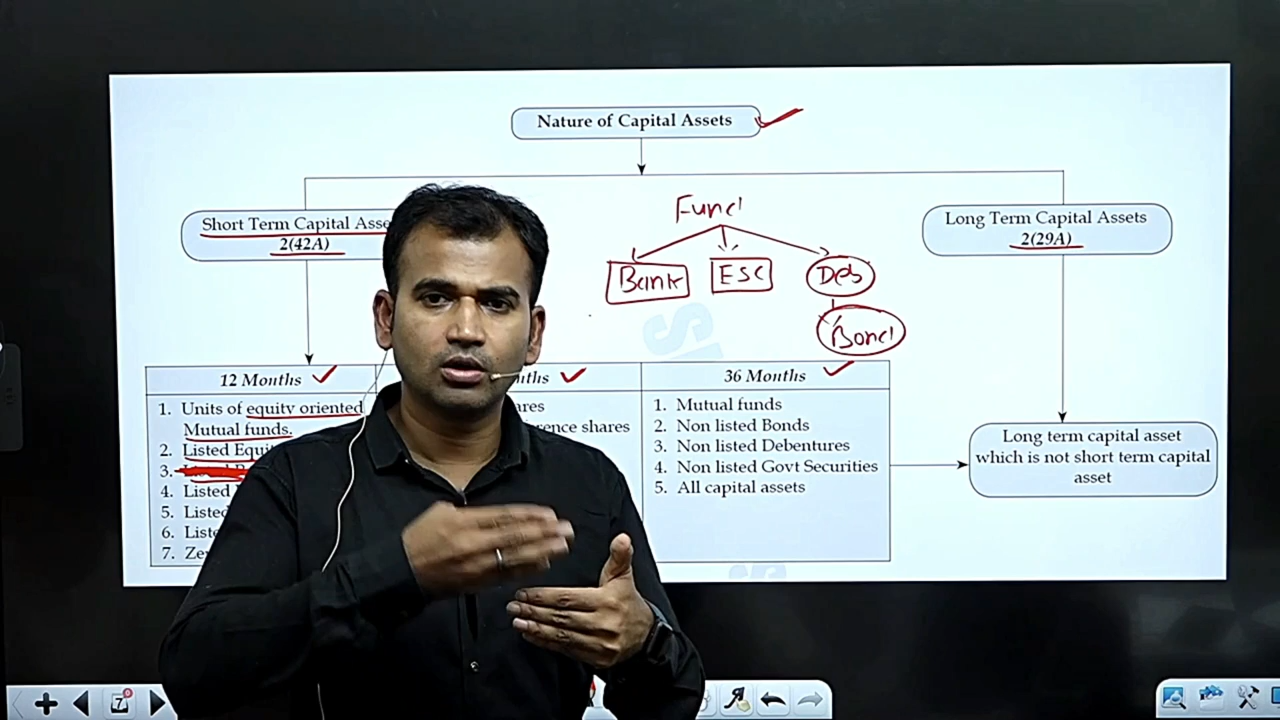 Nature of Capital Assets
Short Term Capital Asse
2(42A)
Fund
Bank
ESC
Deb
Bond
Long Term Capital Assets
2(29A)
12 Months
1. Units of equity oriented
Mutual funds.
2. Listed Equi
3.
4. Listed
5. Listed
6. Liste
7. Ze
nths
ares
rence shares
36 Months
1. Mutual funds
2. Non listed Bonds
3. Non listed Debentures
4. Non listed Govt Securities
5. All capital assets
Long term capital asset
which is not short term capital
asset
7